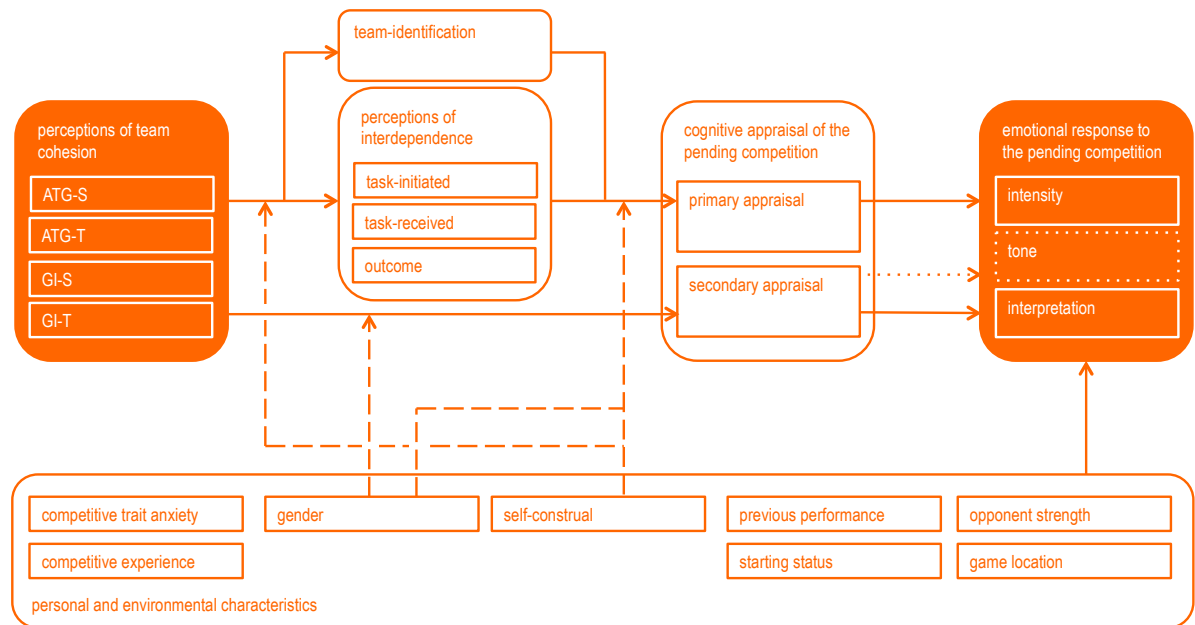 team-identification
perceptions of team
cohesion
ATG-S
ATG-T
GI-S
GI-T
perceptions of
interdependence
task-initiated
task-received
outcome
cognitive appraisal of the
pending competition
primary appraisal
secondary appraisal
emotional response to
the pending competition
intensity
tone
interpretation
competitive trait anxiety
gender
self-construal
previous performance
opponent strength
competitive experience
starting status
game location
personal and environmental characteristics